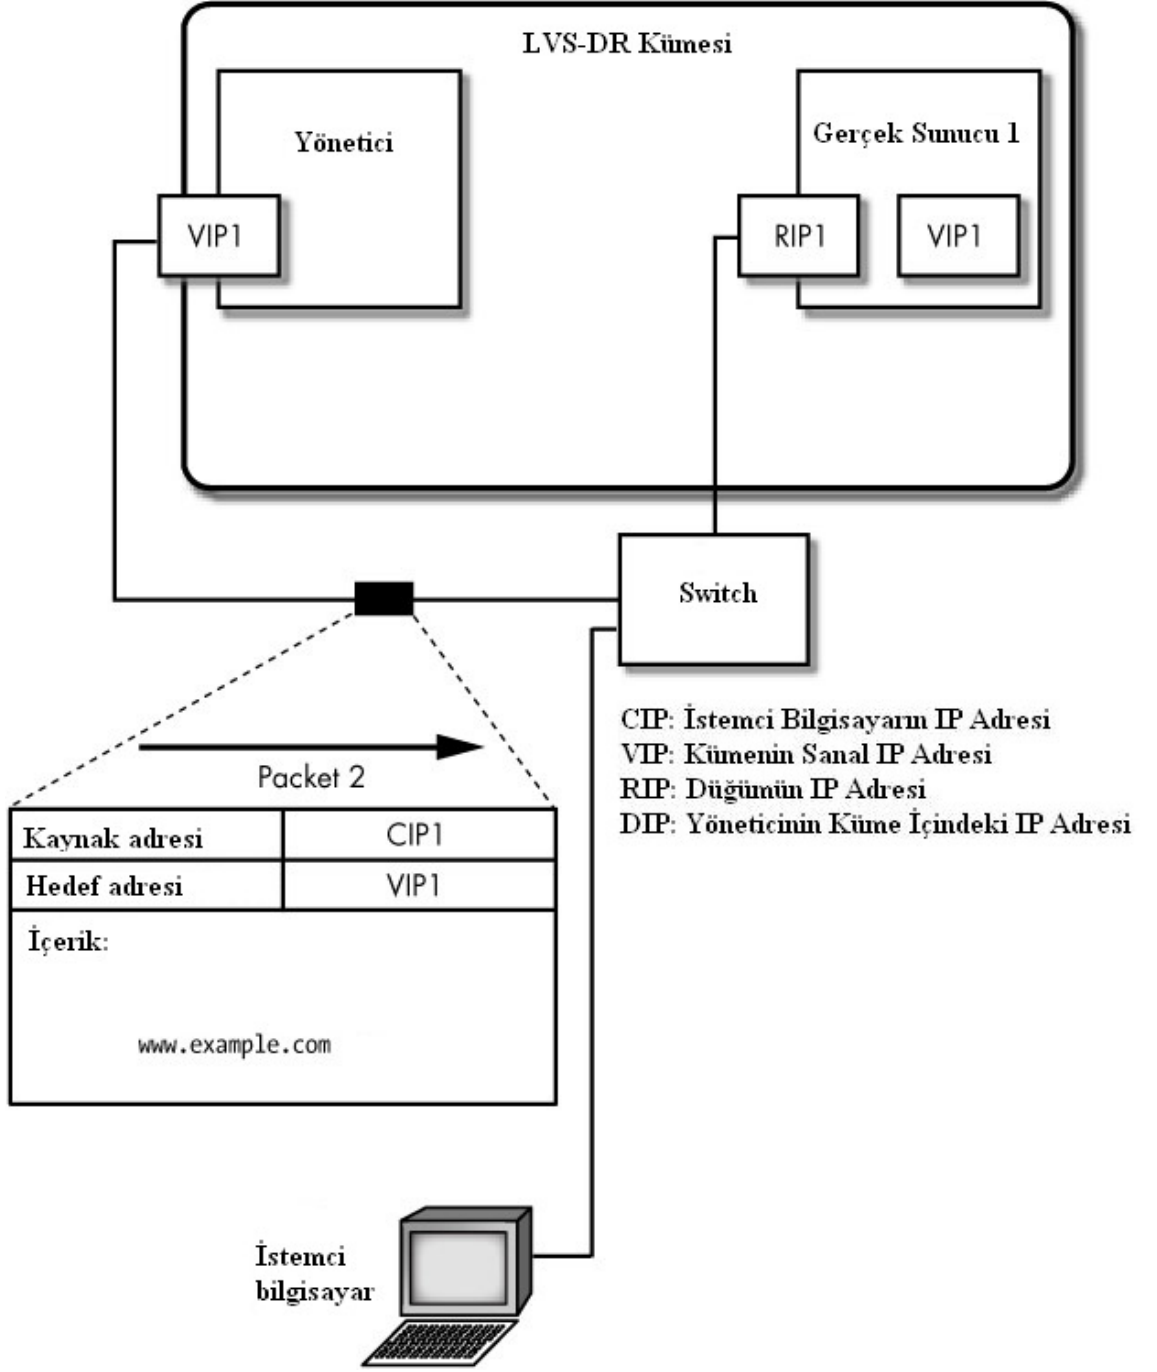 LVS-DR Kümesi
Yönetici
Gerçek Sunucu 1
VIP1
RIP1
VIP1
Switch
CIP: İstemci Bilgisayarın IP Adresi
VIP: Kümenin Sanal IP Adresi
RIP: Düğümün IP Adresi
DIP: Yöneticinin Küme İçindeki IP Adresi
Packet 2
Kaynak adresi CIP1
Hedef adresi VIP1
İçerik:
www.example.com
İstemci
bilgisayar